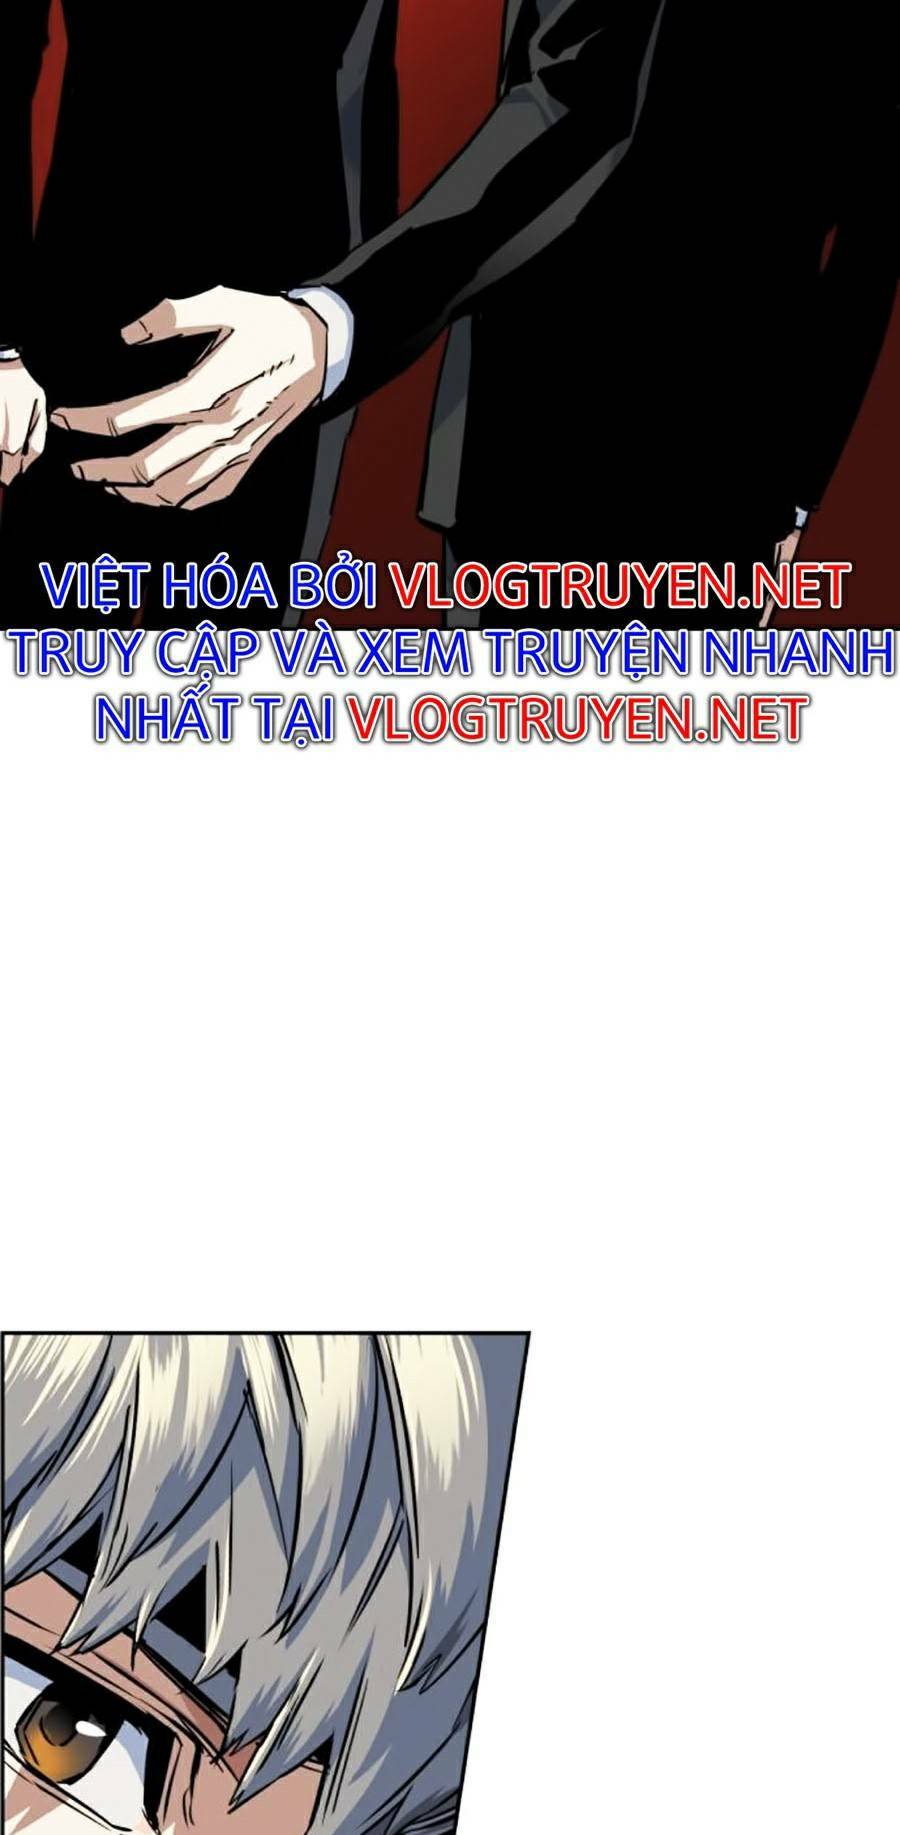 VIỆT HÓA BỞI VLOGTRUYEN.NET
TRUY CẬP VÀ XEM TRUYỆN NHANH
NHẤT TẠI VLOGTRUYEN.NET